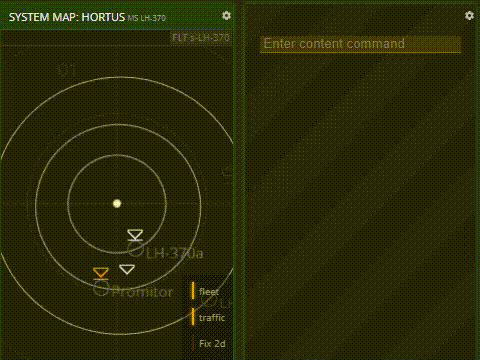 SYSTEM MAP: HORTUS MS LH-370
FLT s-LH-370
Enter content command
LH-370a
Promitor
LH
fleet
traffic
Fix 2d